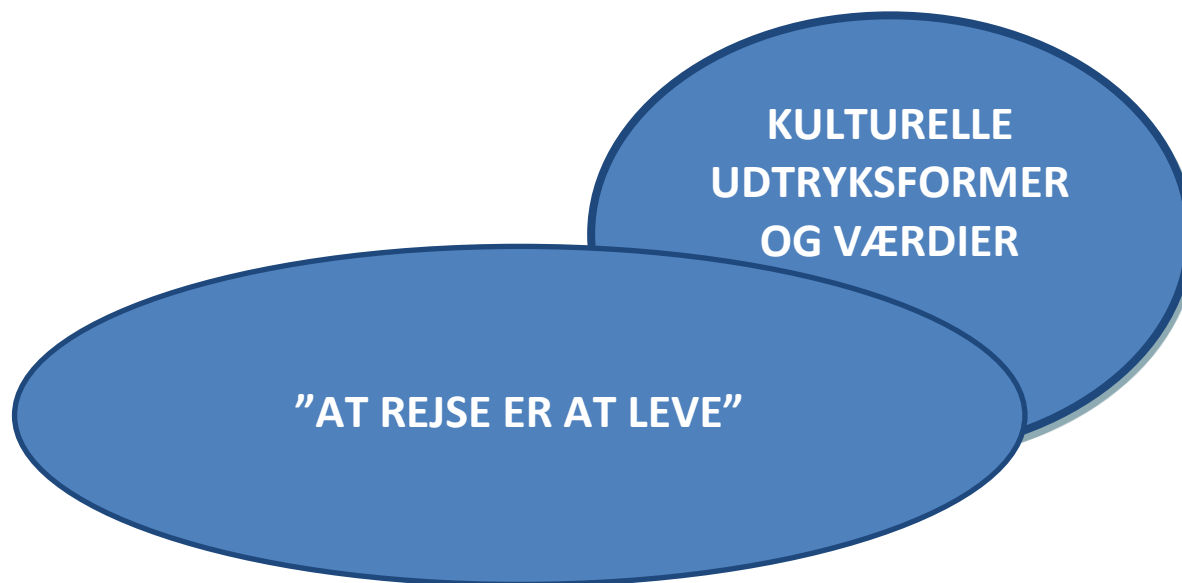 KULTURELLE
UDTRYKSFORMER
OG VÆRDIER
”AT REJSE ER AT LEVE”